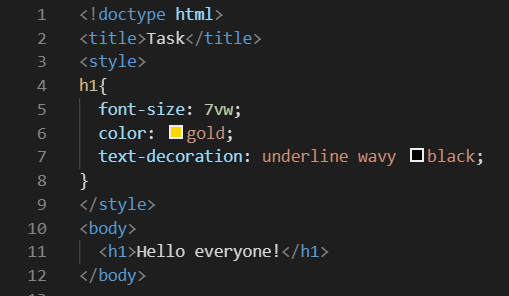 1 <!doctype html>
2 <title>Task</title>
3 <style>
4 h1{
5   font-size: 7vw;
6   color: gold;
7   text-decoration: underline wavy black;
8 }
9 </style>
10 <body>
11   <h1>Hello everyone!</h1>
12 </body>